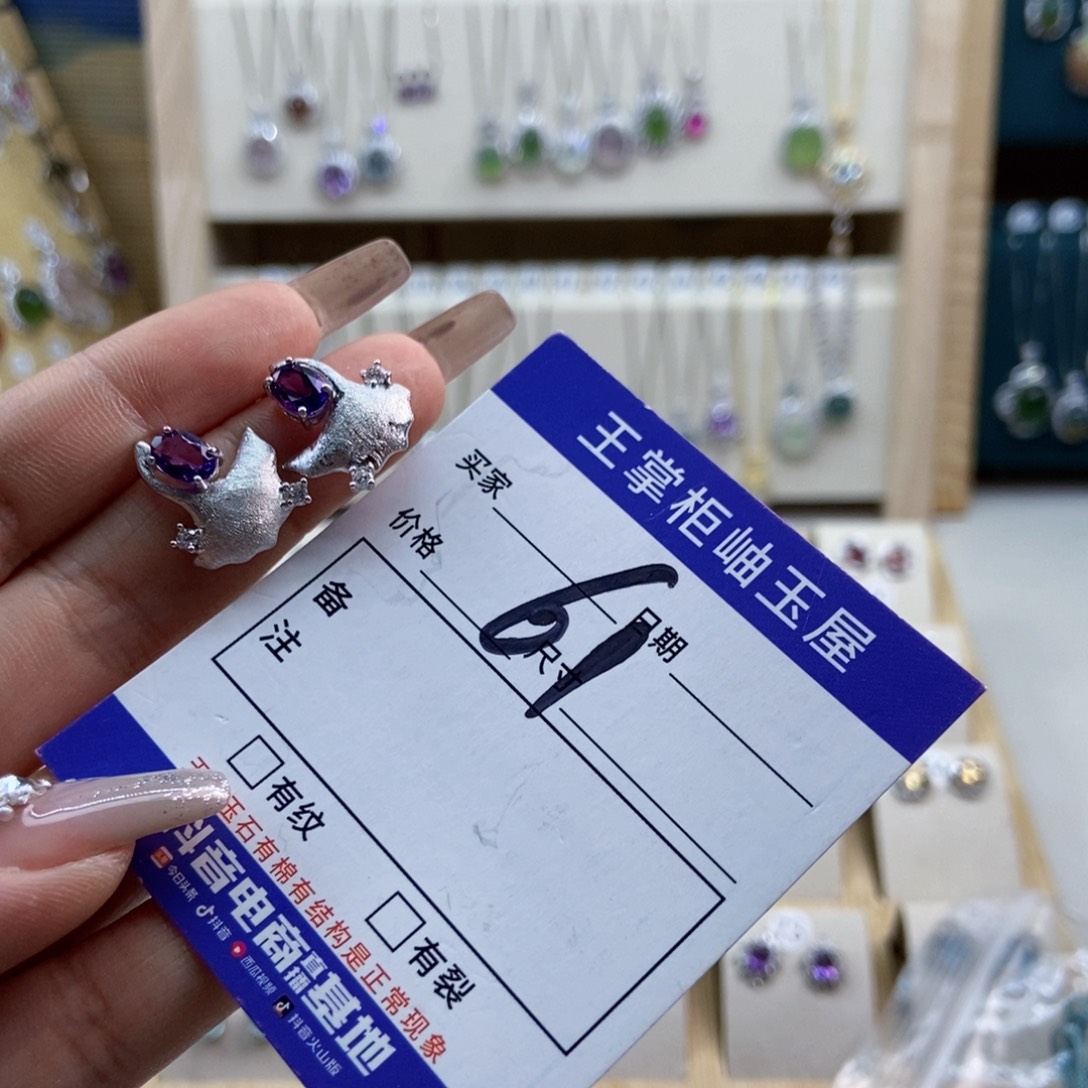 王掌柜岫玉屋
买家
日期
价格
尺寸
61
备注
有纹
有裂
玉石有棉有结构是正常现象
抖音电商直播基地
今日头条 抖音 西瓜视频 抖音火山版